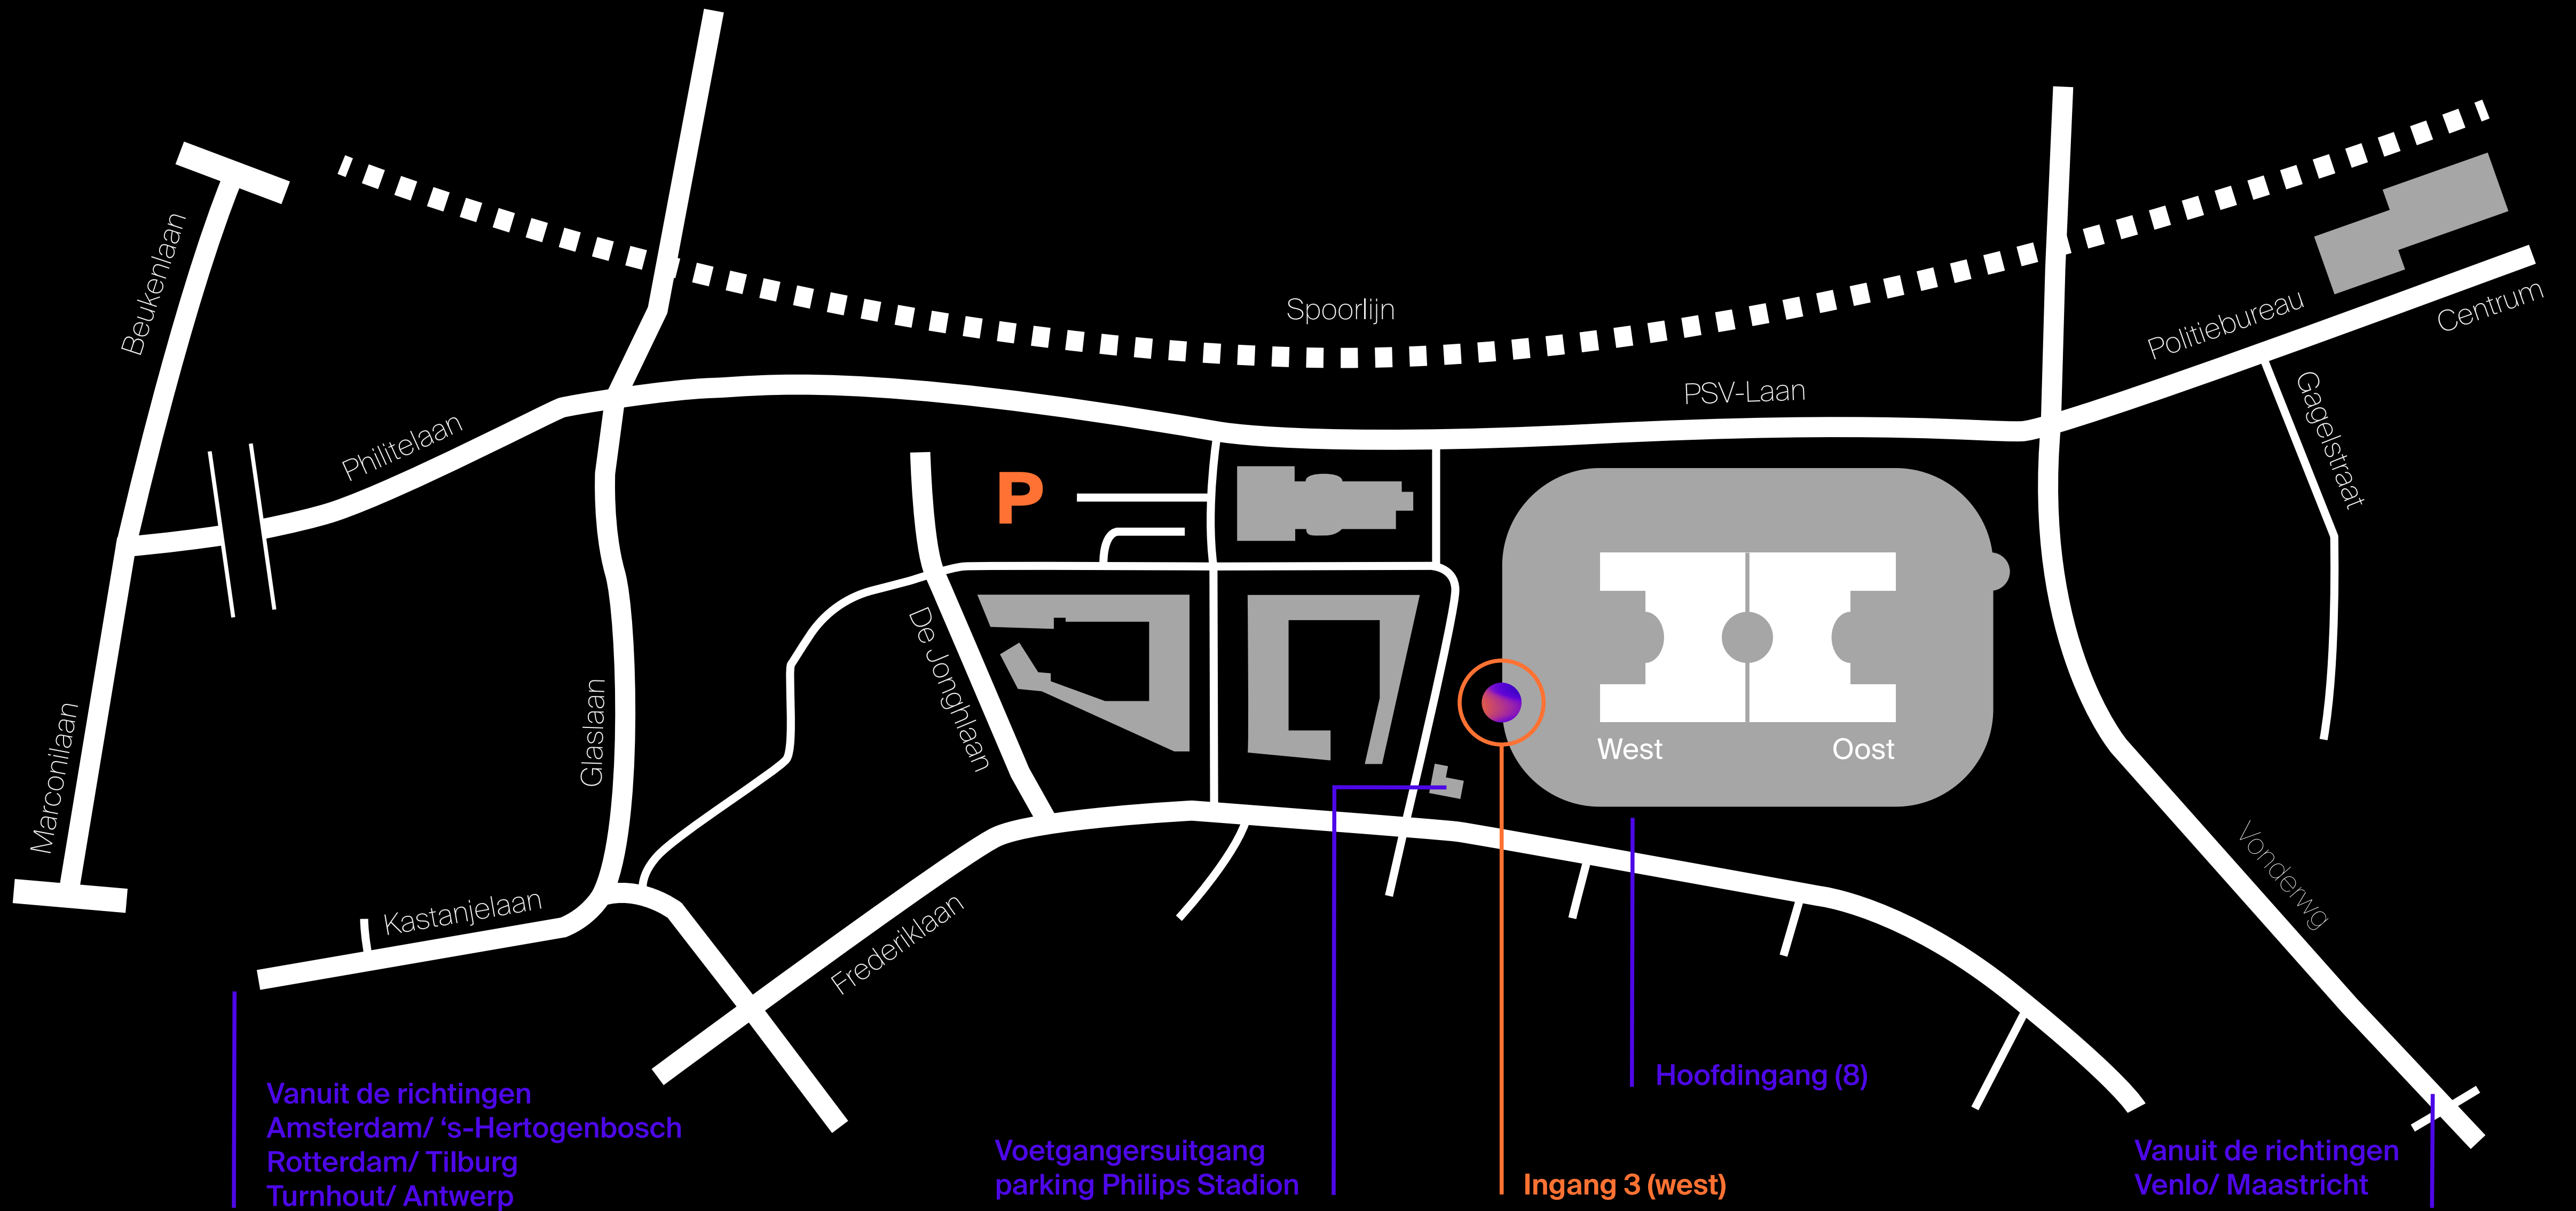 Beukenlaan
Spoorlijn
Politiebureau
Centrum
PSV-Laan
Philitelaan
P
Gagelstraat
De Jonghlaan
Marconilaan
Glaslaan
West
Oost
Vonderwg
Kastanjelaan
Frederiklaan
Vanuit de richtingen
Amsterdam/ ‘s-Hertogenbosch
Rotterdam/ Tilburg
Turnhout/ Antwerp
Voetgangersuitgang
parking Philips Stadion
Ingang 3 (west)
Hoofdingang (8)
Vanuit de richtingen
Venlo/ Maastricht